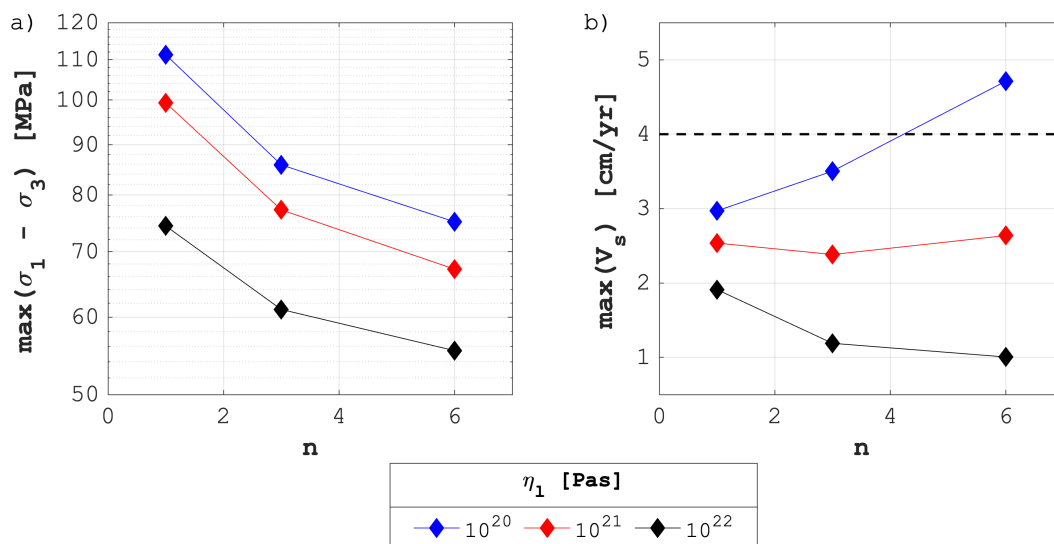 a)
max(σ1 − σ3) [MPa]
120
110
100
90
80
70
60
50
0 2 4 6
n
b)
max(Vs) [cm/yr]
5
4
3
2
1
0 2 4 6
n
η1 [Pas]
10^20 10^21 10^22